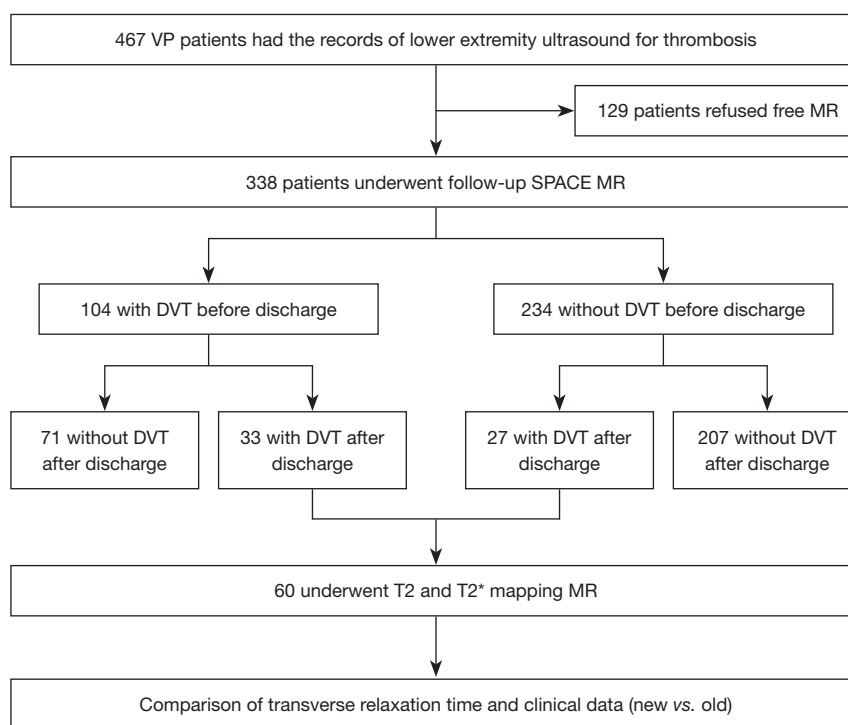 467 VP patients had the records of lower extremity ultrasound for thrombosis
129 patients refused free MR
338 patients underwent follow-up SPACE MR
104 with DVT before discharge
234 without DVT before discharge
71 without DVT
after discharge
33 with DVT after
discharge
27 with DVT after
discharge
207 without DVT
after discharge
60 underwent T2 and T2* mapping MR
Comparison of transverse relaxation time and clinical data (new vs. old)